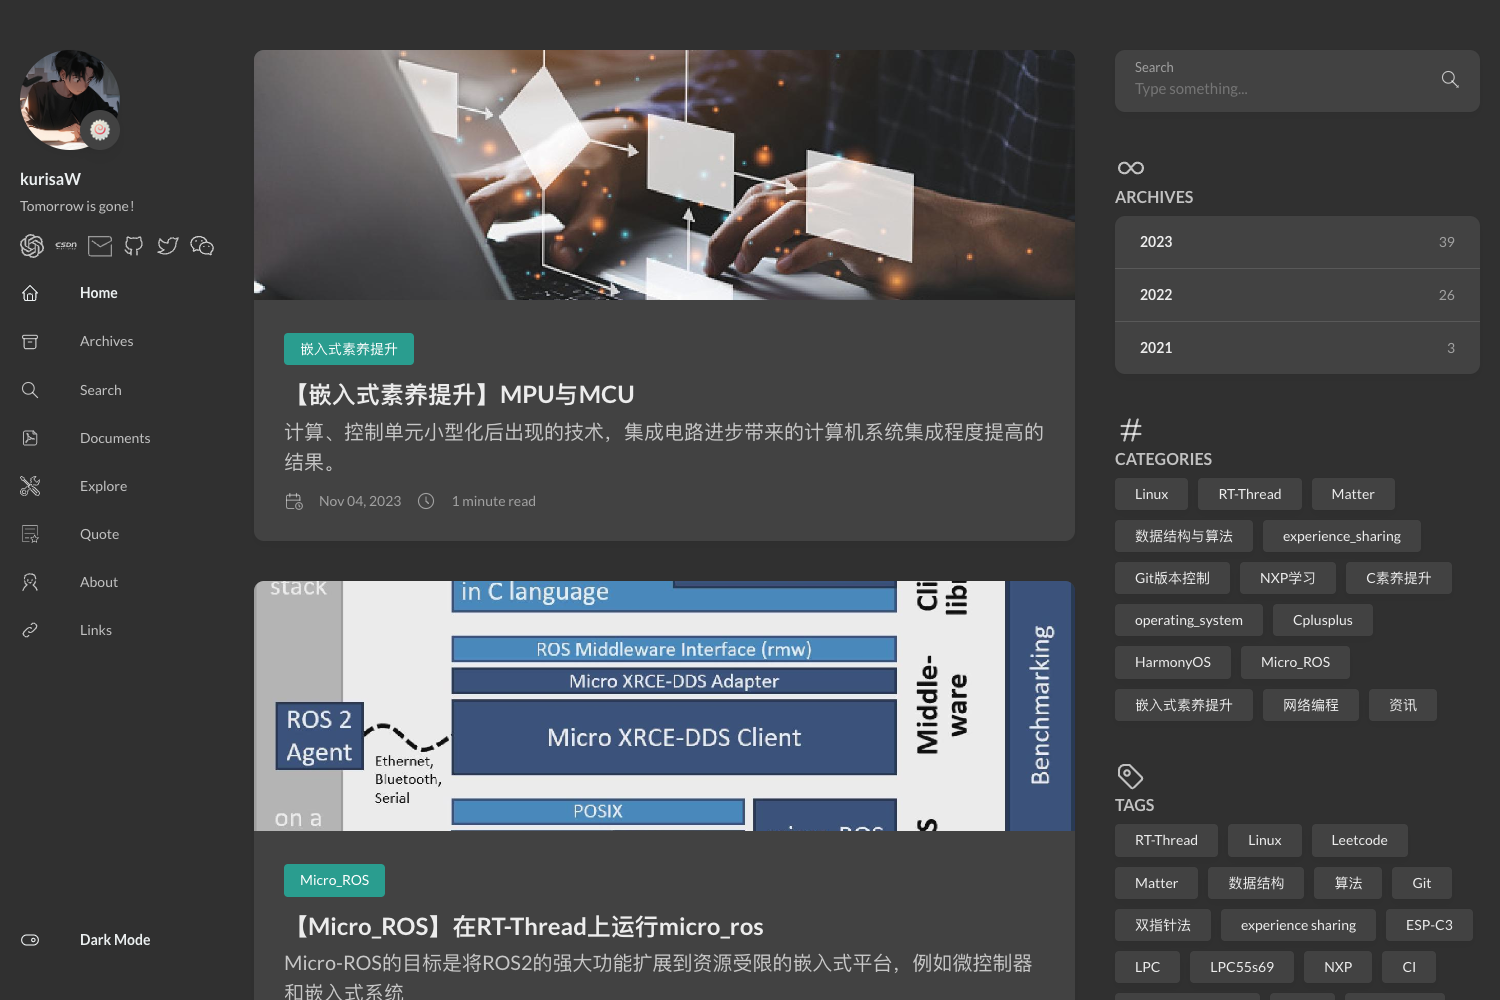 kurisaW
Tomorrow is gone!
CSDN
Home
Archives
Search
Documents
Explore
Quote
About
Links
Dark Mode
嵌入式素养提升
【嵌入式素养提升】MPU与MCU
计算、控制单元小型化后出现的技术，集成电路进步带来的计算机系统集成程度提高的
结果。
Nov 04, 2023 1 minute read
stack
in C language
ROS Middleware Interface (rmw)
Micro XRCE-DDS Adapter
ROS 2
Agent
Micro XRCE-DDS Client
Ethernet,
Bluetooth,
Serial
on a
POSIX
Middle-
ware
Benchmarking
Micro_ROS
【Micro_ROS】在RT-Thread上运行micro_ros
Micro-ROS的目标是将ROS2的强大功能扩展到资源受限的嵌入式平台，例如微控制器
和嵌入式系统
Search
Type something...
ARCHIVES
2023 39
2022 26
2021 3
CATEGORIES
Linux RT-Thread Matter
数据结构与算法 experience_sharing
Git版本控制 NXP学习 C素养提升
operating_system Cplusplus
HarmonyOS Micro_ROS
嵌入式素养提升 网络编程 资讯
TAGS
RT-Thread Linux Leetcode
Matter 数据结构 算法 Git
双指针法 experience sharing ESP-C3
LPC LPC55s69 NXP CI